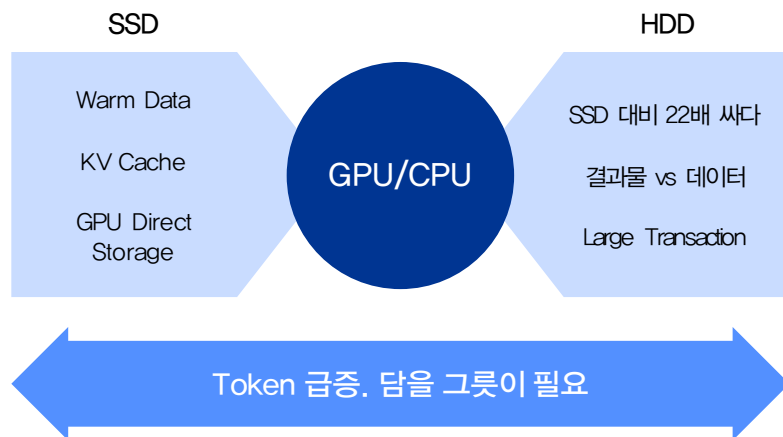 SSD
Warm Data
KV Cache
GPU Direct
Storage
GPU/CPU
HDD
SSD 대비 22배 싸다
결과물 vs 데이터
Large Transaction
Token 급증. 담을 그릇이 필요